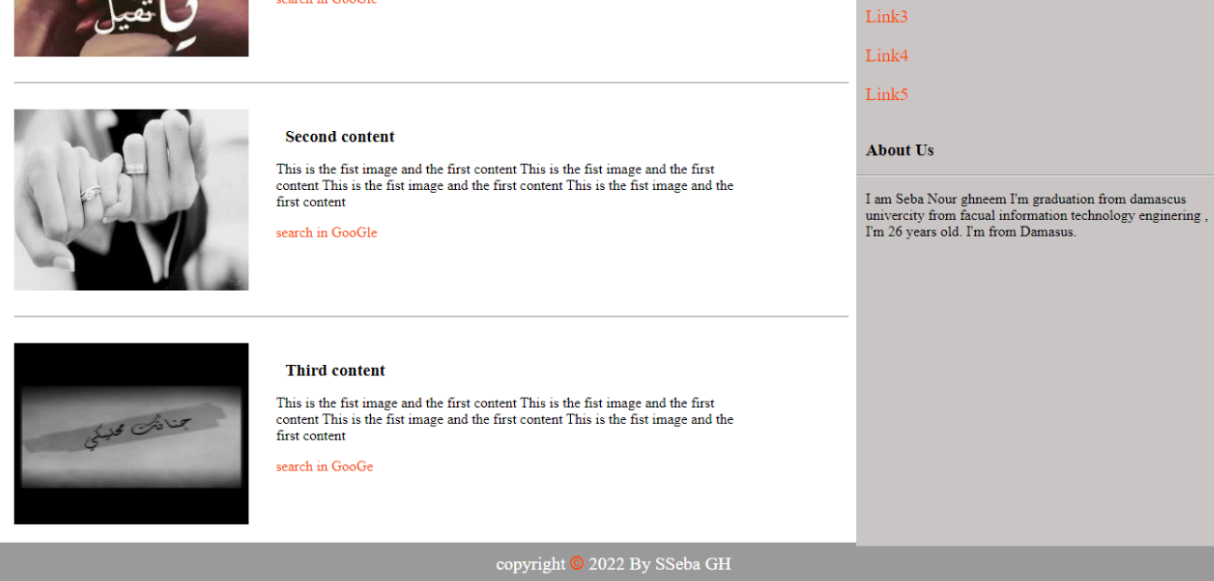 ثقيل
search in GooGle
Second content
This is the fist image and the first content This is the fist image and the first
content This is the fist image and the first content This is the fist image and the
first content
search in GooGle
Third content
This is the fist image and the first content This is the fist image and the first
content This is the fist image and the first content This is the fist image and the
first content
search in GooGe
Link3
Link4
Link5
About Us
I am Seba Nour ghneem I'm graduation from damascus
univercity from facual information technology enginering ,
I'm 26 years old. I'm from Damasus.
copyright © 2022 By SSeba GH